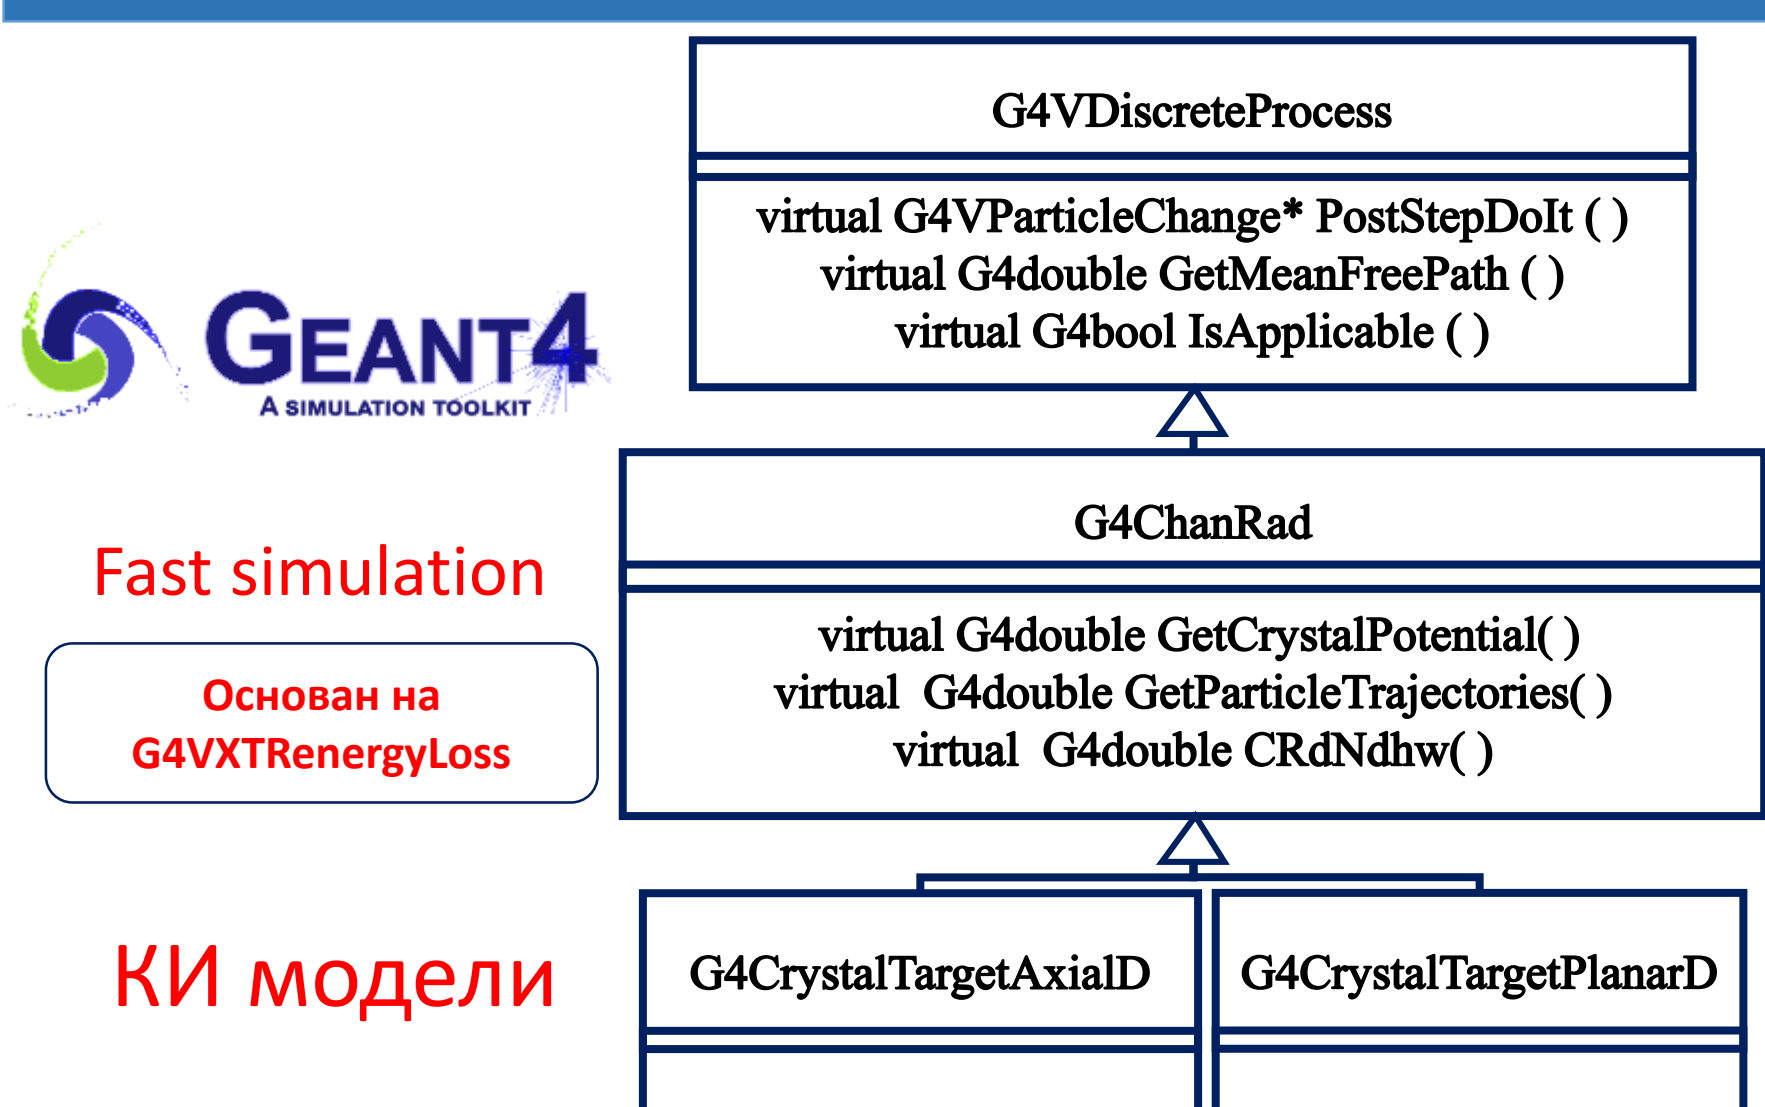 G4VDiscreteProcess
virtual G4VParticleChange* PostStepDoIt ( )
virtual G4double GetMeanFreePath ( )
virtual G4bool IsApplicable ( )
GEANT4
A SIMULATION TOOLKIT
G4ChanRad
Fast simulation
virtual G4double GetCrystalPotential( )
virtual  G4double GetParticleTrajectories( )
virtual  G4double CRdNdhw( )
Основан на
G4VXTRenergyLoss
КИ модели
G4CrystalTargetAxialD
G4CrystalTargetPlanarD